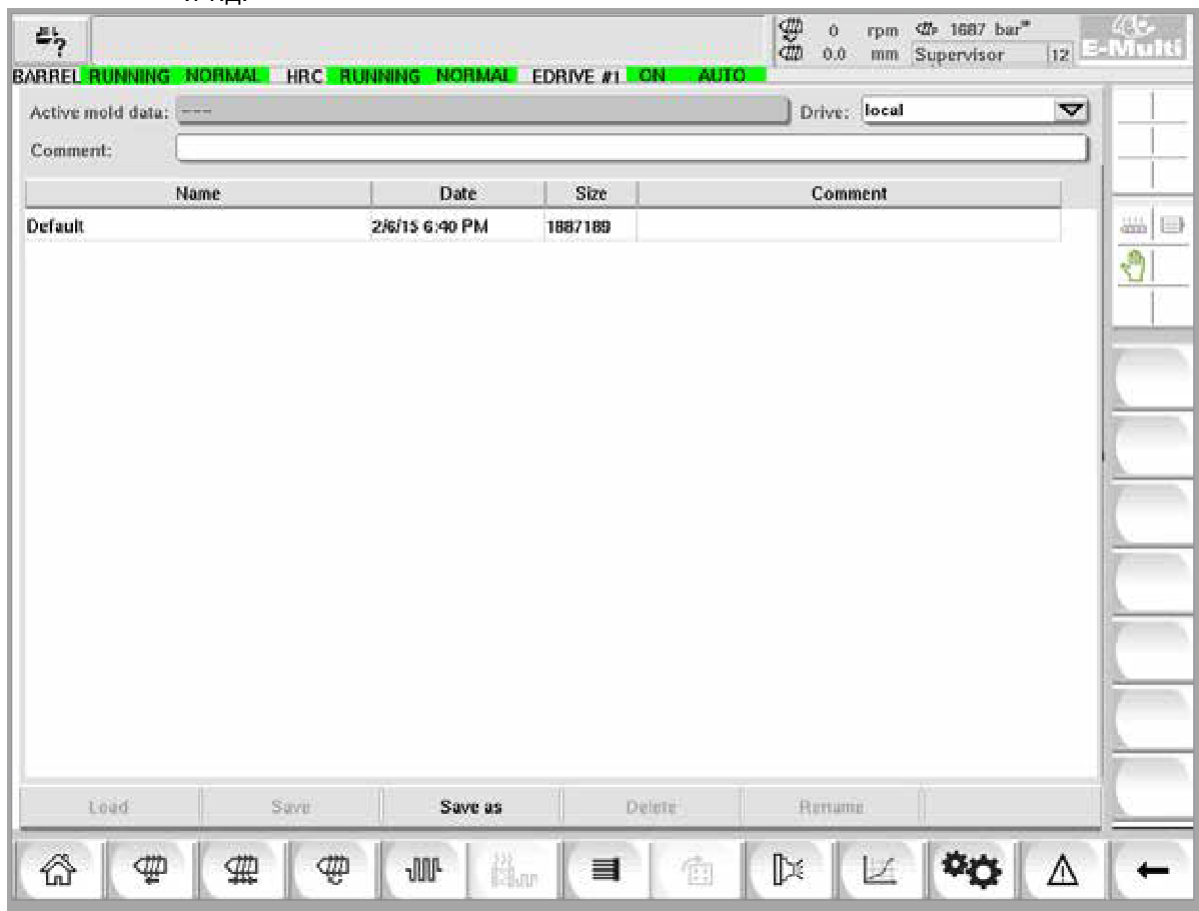 0 rpm 1687 bar"
E-Multi
0.0 mm Supervisor 12
BARREL RUNNING NORMAL HRC RUNNING NORMAL EDRIVE #1 ON AUTO
Active mold data: --- Drive: local
Comment:
Name Date Size Comment
Default 2/6/15 6:40 PM 1887189
Load Save Save as Delete Rename